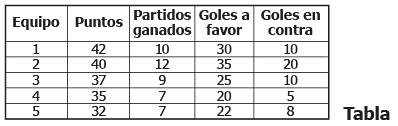 Equipo Puntos Partidos ganados Goles a favor Goles en contra
1 42 10 30 10
2 40 12 35 20
3 37 9 25 10
4 35 7 20 5
5 32 7 22 8
Tabla